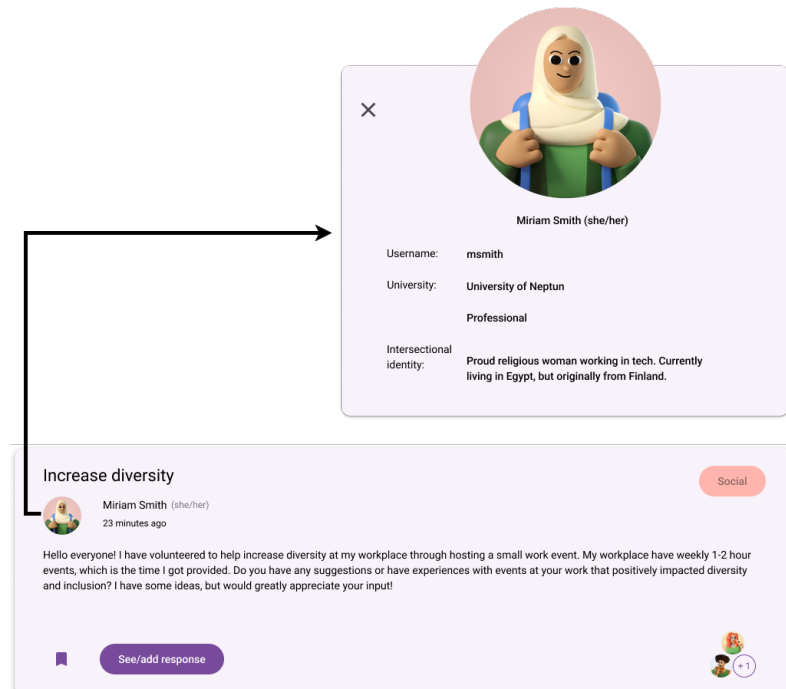 Miriam Smith (she/her)
Username: msmith
University: University of Neptun
Professional
Intersectional
identity:
Proud religious woman working in tech. Currently
living in Egypt, but originally from Finland.
Increase diversity
Social
Miriam Smith (she/her)
23 minutes ago
Hello everyone! I have volunteered to help increase diversity at my workplace through hosting a small work event. My workplace have weekly 1-2 hour
events, which is the time I got provided. Do you have any suggestions or have experiences with events at your work that positively impacted diversity
and inclusion? I have some ideas, but would greatly appreciate your input!
See/add response
+ 1